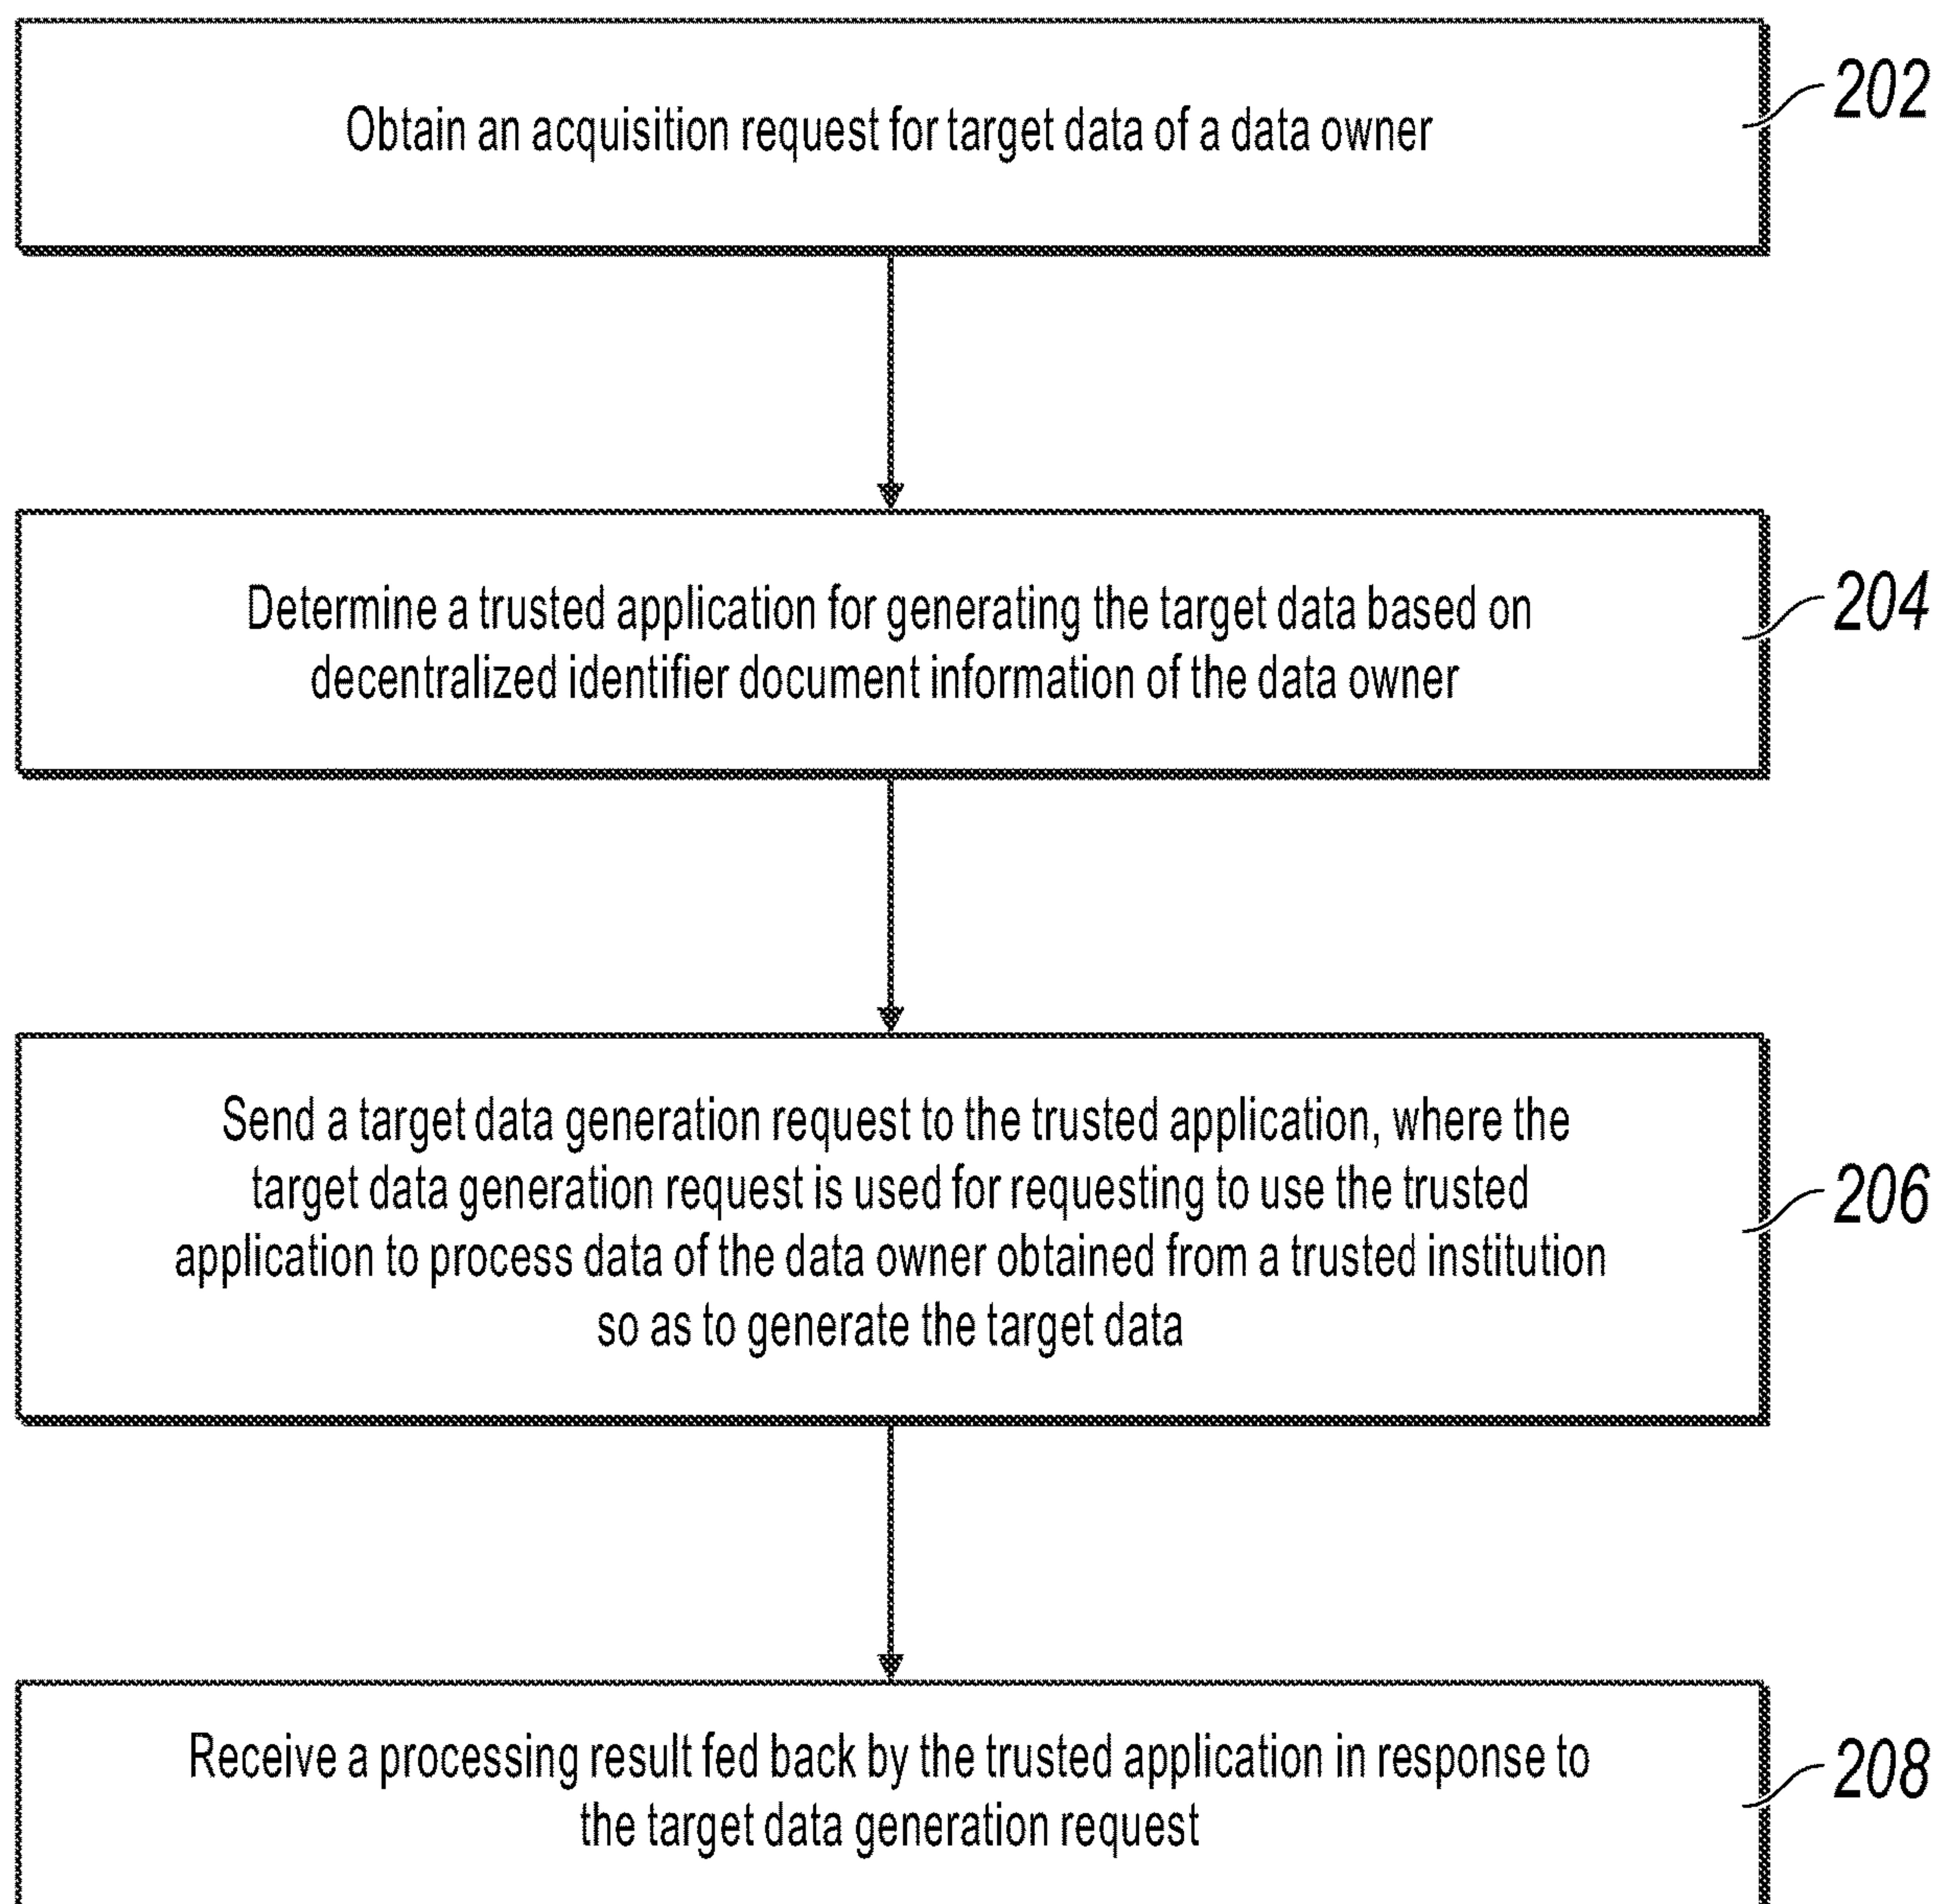 Obtain an acquisition request for target data of a data owner
202
Determine a trusted application for generating the target data based on
decentralized identifier document information of the data owner
204
Send a target data generation request to the trusted application, where the
target data generation request is used for requesting to use the trusted
application to process data of the data owner obtained from a trusted institution
so as to generate the target data
206
Receive a processing result fed back by the trusted application in response to
the target data generation request
208